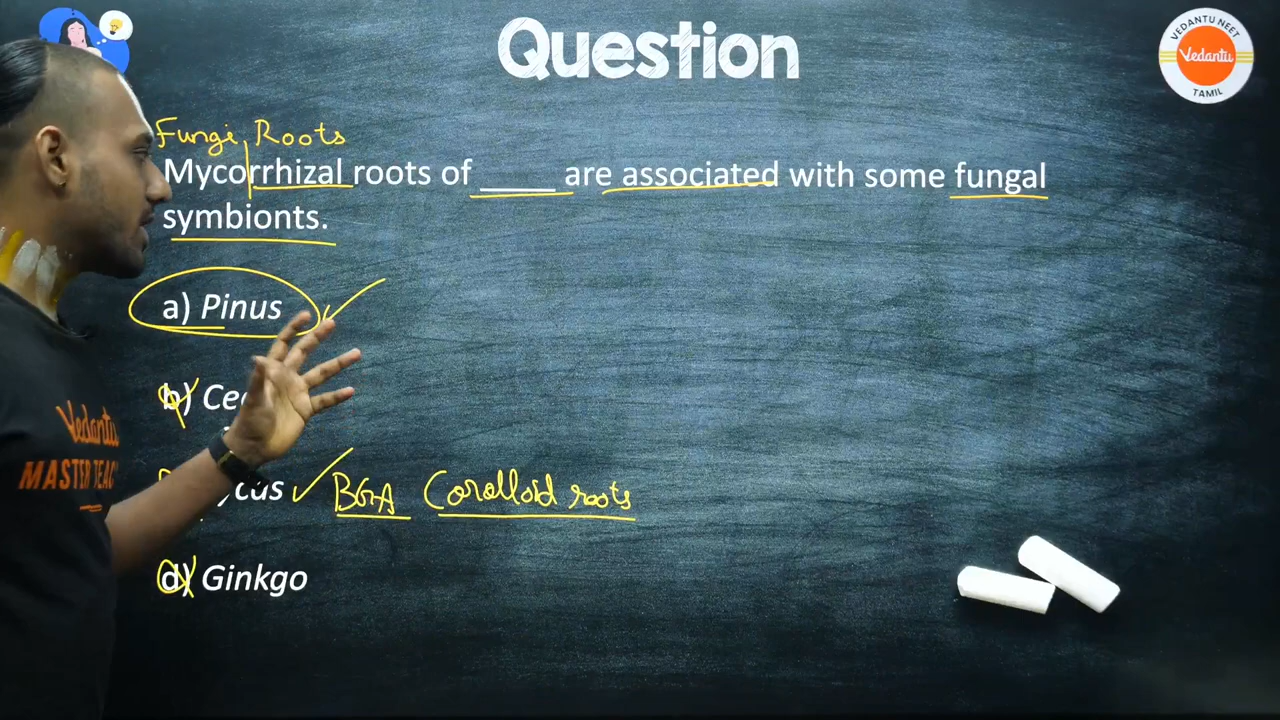 Question
VEDANTU NEET
Vedantu
TAMIL
Fungi Roots
Mycorrhizal roots of _____ are associated with some fungal
symbionts.
a) Pinus
b)
BGA Coralloid roots
d) Ginkgo
Vedantu
MASTER